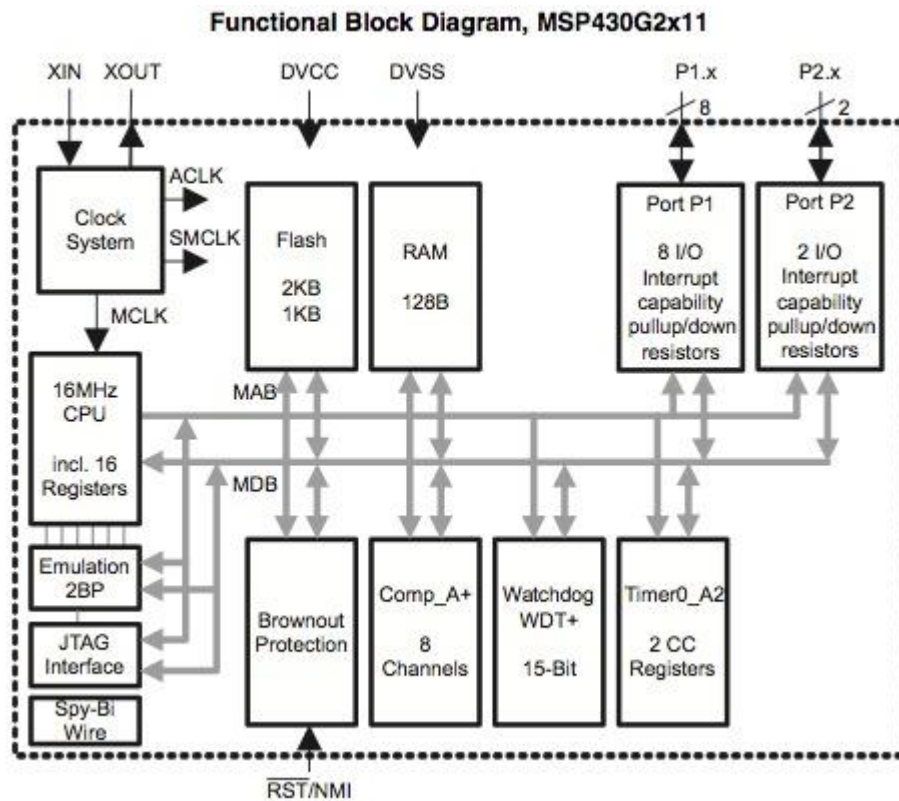 Functional Block Diagram, MSP430G2x11
XIN XOUT DVCC DVSS P1.x P2.x
8 2
Clock
System
ACLK
SMCLK
MCLK
Flash
2KB
1KB
RAM
128B
Port P1
8 I/O
Interrupt
capability
pullup/down
resistors
Port P2
2 I/O
Interrupt
capability
pullup/down
resistors
16MHz
CPU
incl. 16
Registers
MAB
MDB
Emulation
2BP
JTAG
Interface
Spy-Bi
Wire
Brownout
Protection
Comp_A+
8
Channels
Watchdog
WDT+
15-Bit
Timer0_A2
2 CC
Registers
RST/NMI